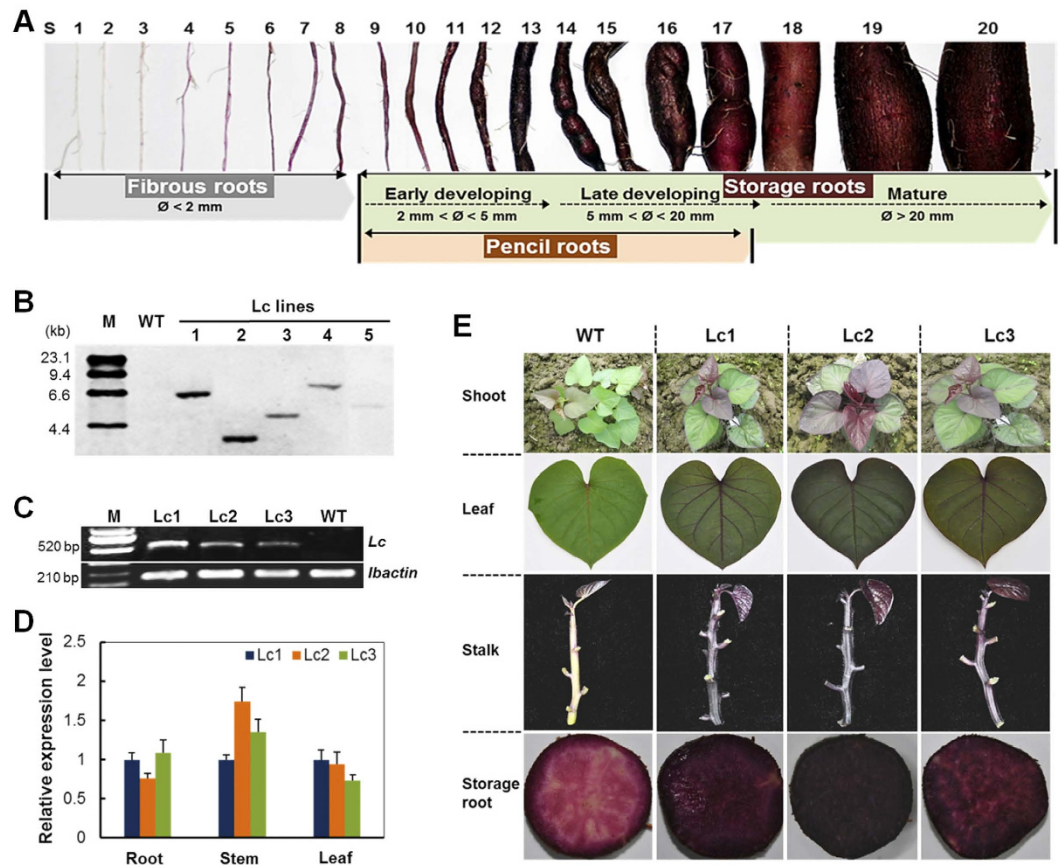 A
S 1 2 3 4 5 6 7 8 9 10 11 12 13 14 15 16 17 18 19 20
Fibrous roots
Ø < 2 mm
Storage roots
Early developing
2 mm < Ø < 5 mm
Late developing
5 mm < Ø < 20 mm
Mature
Ø > 20 mm
Pencil roots
B
Lc lines
(kb) M WT 1 2 3 4 5
23.1
9.4
6.6
4.4
C
M Lc1 Lc2 Lc3 WT
520 bp Lc
210 bp Ibactin
D
Relative expression level
2.5
2
1.5
1
0.5
0
Lc1 Lc2 Lc3
Root Stem Leaf
E
WT Lc1 Lc2 Lc3
Shoot
Leaf
Stalk
Storage
root